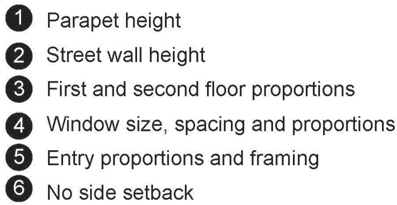 1 Parapet height
2 Street wall height
3 First and second floor proportions
4 Window size, spacing and proportions
5 Entry proportions and framing
6 No side setback